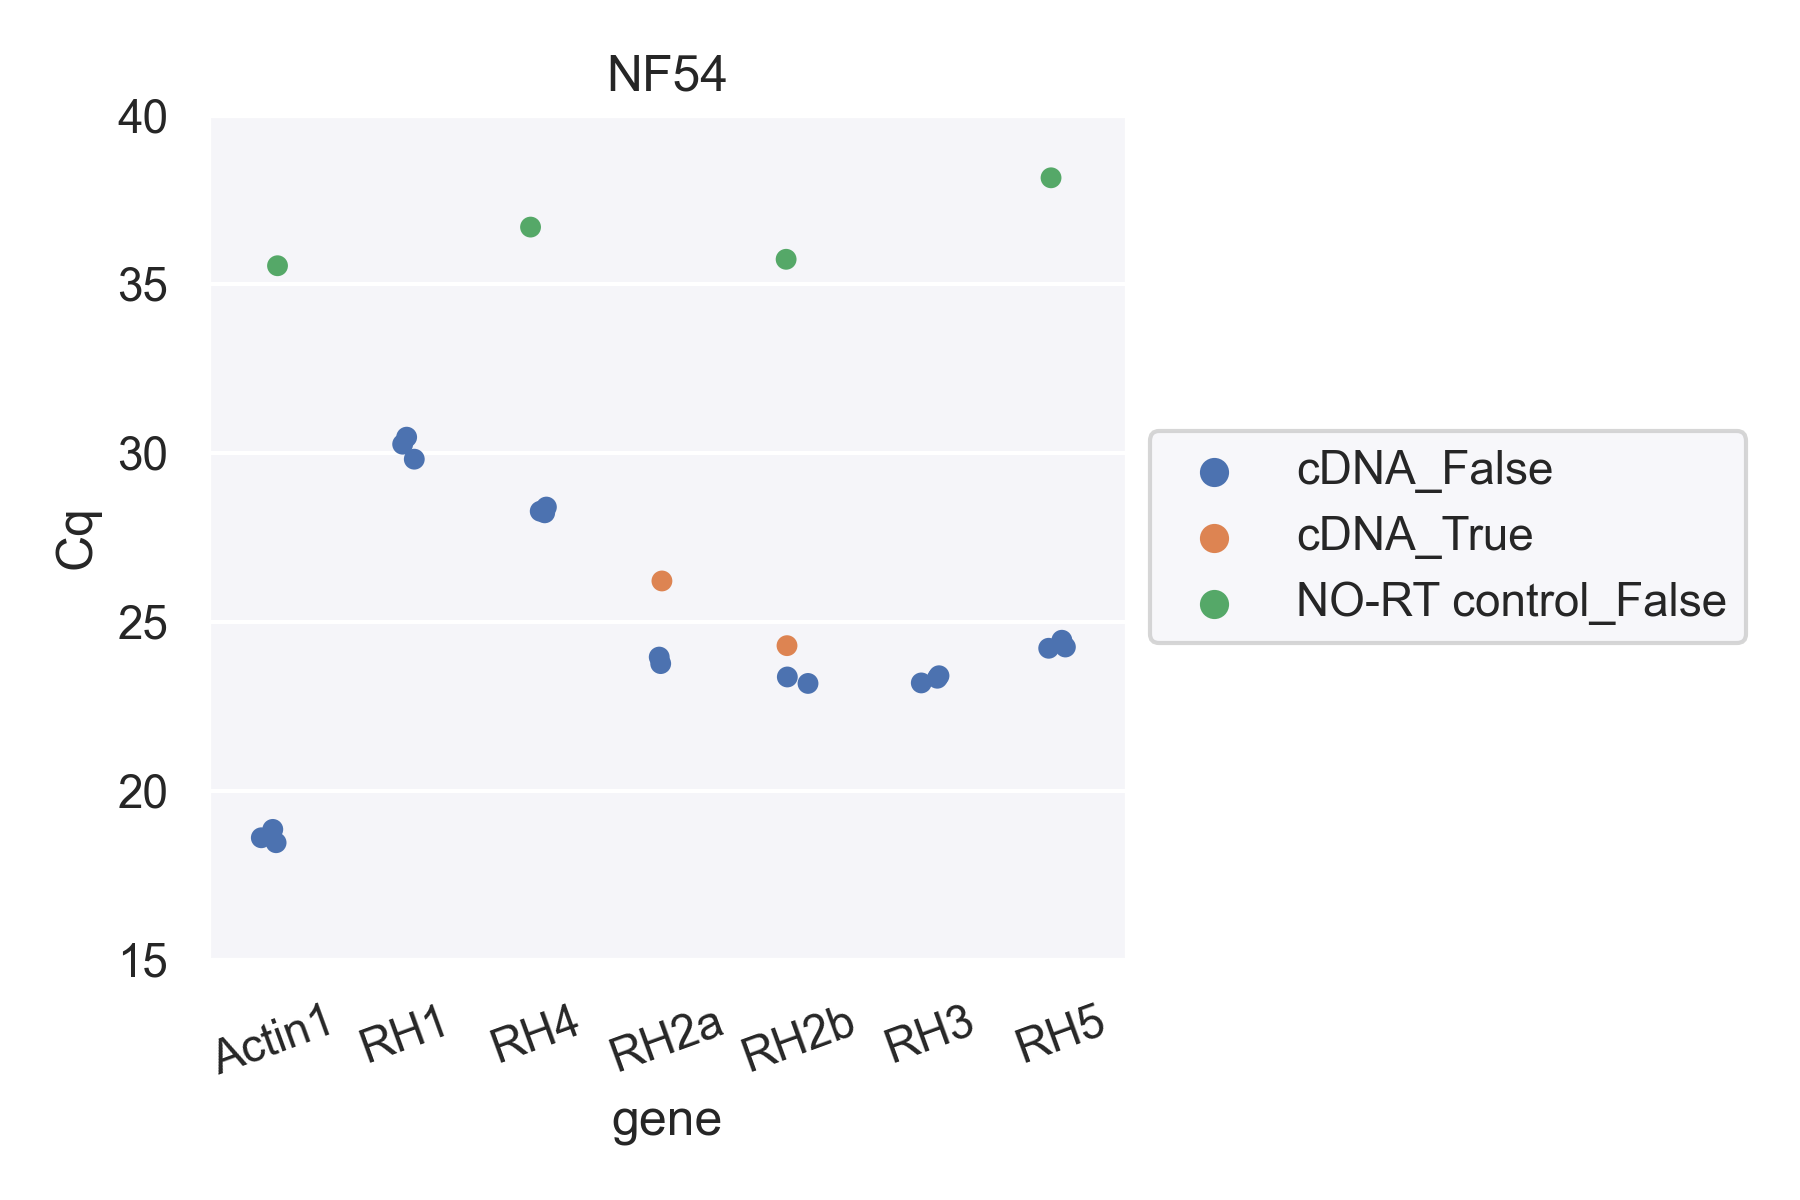 NF54
40
35
30
25
20
15
Cq
Actin1 RH1 RH4 RH2a RH2b RH3 RH5
gene
cDNA_False
cDNA_True
NO-RT control_False